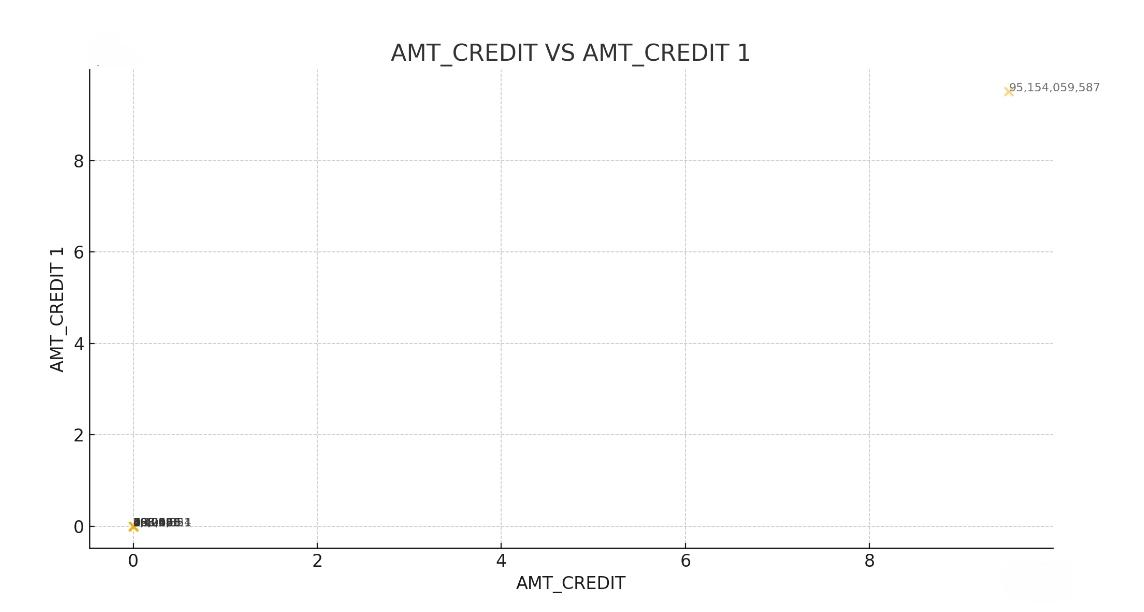 AMT_CREDIT VS AMT_CREDIT 1
95,154,059,587
8
6
4
2
0
AMT_CREDIT 1
0 2 4 6 8
AMT_CREDIT